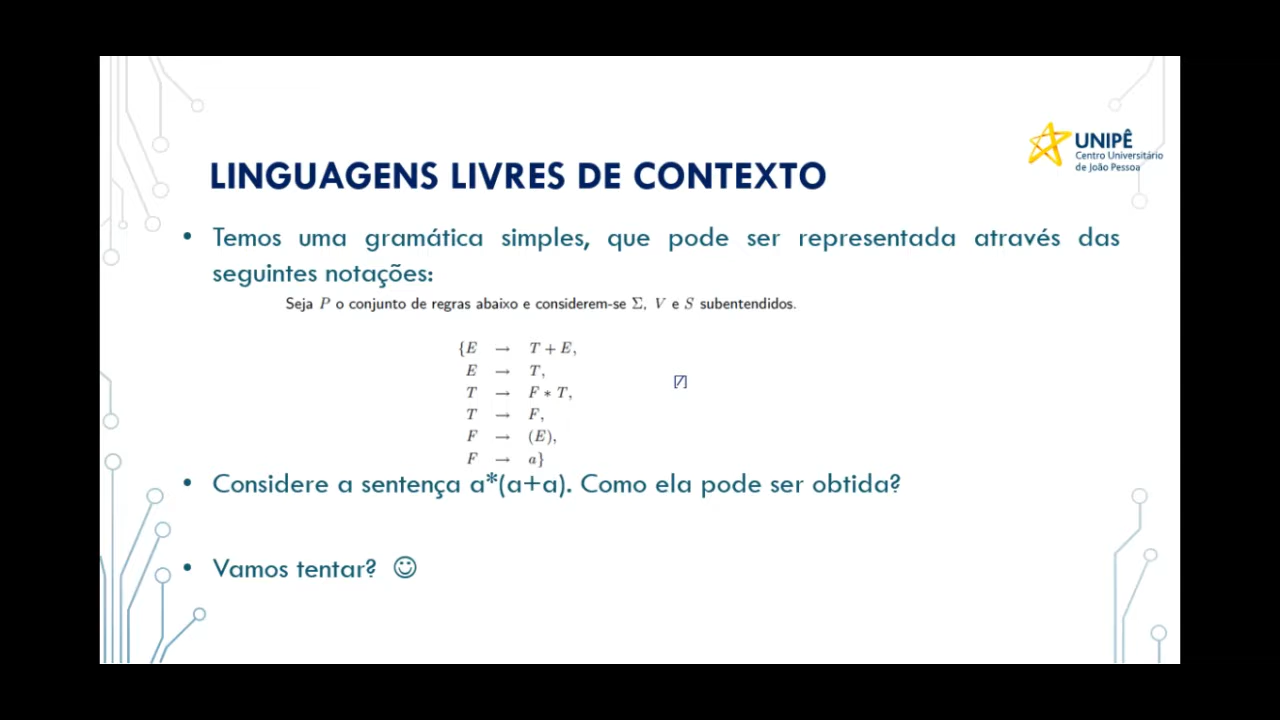 UNIPÊ
Centro Universitário
de João Pessoa
LINGUAGENS LIVRES DE CONTEXTO
• Temos uma gramática simples, que pode ser representada através das
seguintes notações:
Seja P o conjunto de regras abaixo e considerem-se Σ, V e S subentendidos.
{E → T + E,
E → T,
T → F * T,
T → F,
F → (E),
F → a}
[7]
• Considere a sentença a*(a+a). Como ela pode ser obtida?
• Vamos tentar? ☺